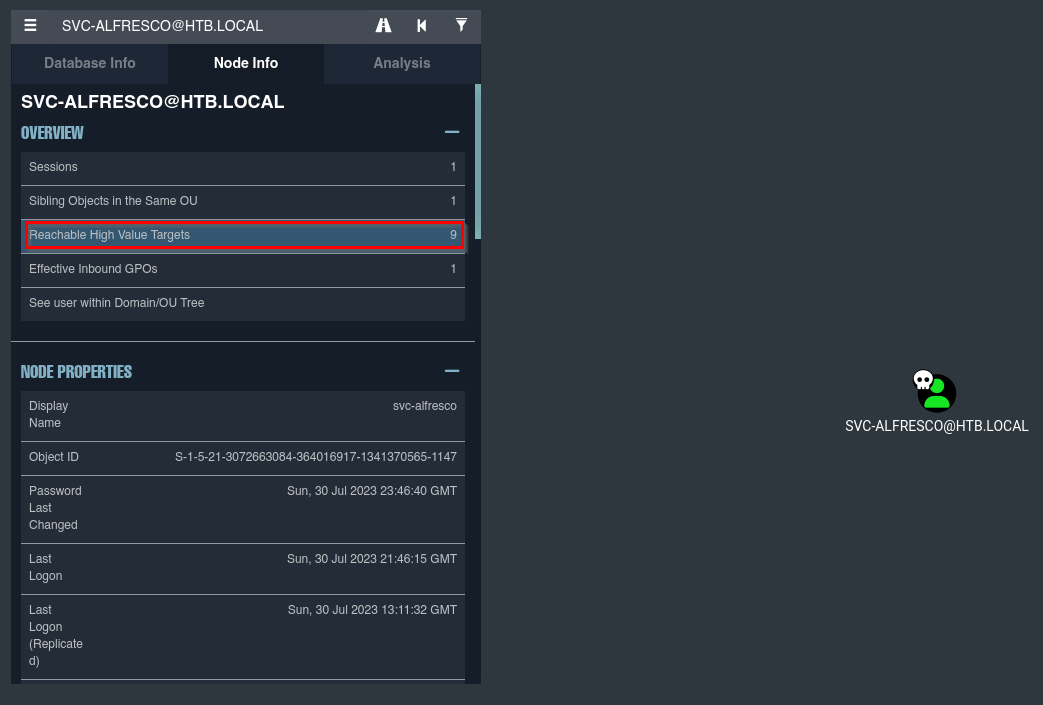 SVC-ALFRESCO@HTB.LOCAL
Database Info Node Info Analysis
SVC-ALFRESCO@HTB.LOCAL
OVERVIEW
Sessions 1
Sibling Objects in the Same OU 1
Reachable High Value Targets 9
Effective Inbound GPOs 1
See user within Domain/OU Tree
NODE PROPERTIES
Display svc-alfresco
Name
Object ID S-1-5-21-3072663084-364016917-1341370565-1147
Password Sun, 30 Jul 2023 23:46:40 GMT
Last
Changed
Last Sun, 30 Jul 2023 21:46:15 GMT
Logon
Last Sun, 30 Jul 2023 13:11:32 GMT
Logon
(Replicate
d)
SVC-ALFRESCO@HTB.LOCAL